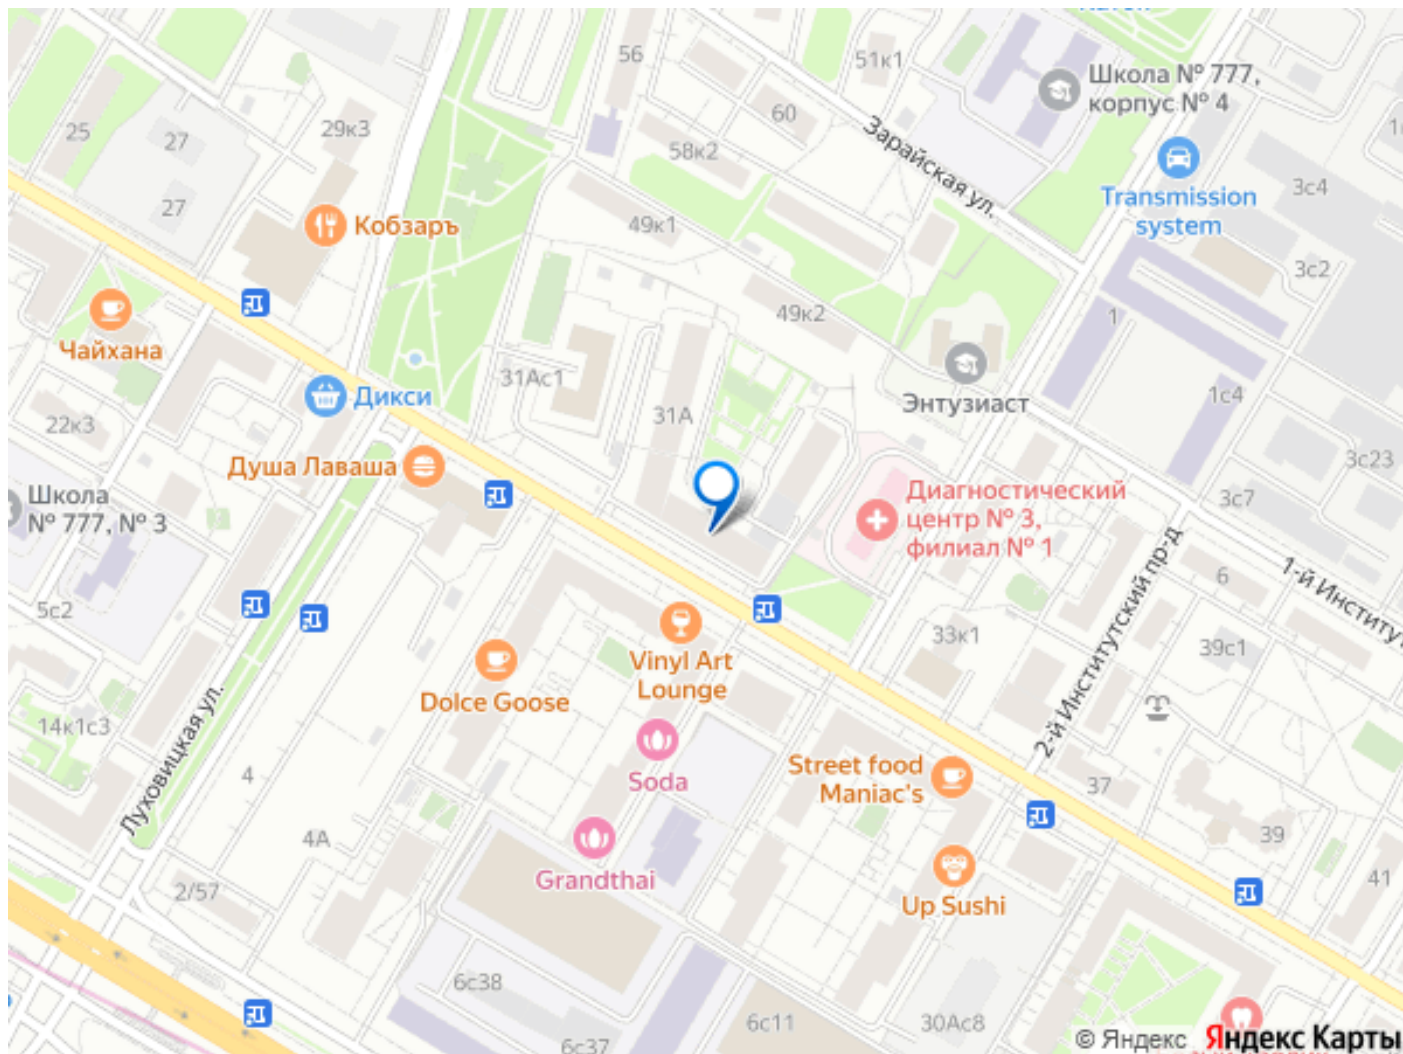 56
51к1
Школа № 777,
корпус № 4
25
27
29к3
60
58к2
Зарайская ул.
3с4
Transmission
system
27
Кобзаръ
49к1
3с2
49к2
1
Чайхана
31Ас1
Дикси
31А
Энтузиаст
1с4
22к3
Душа Лаваша
3с23
Школа
№ 777, № 3
Диагностический
центр № 3,
филиал № 1
3с7
2-й Институтский пр-д
6
5с2
33к1
39с1
Vinyl Art
Lounge
Dolce Goose
14к1с3
Луховицкая ул.
4
Soda
Street food
Maniac's
37
4А
39
Grandthai
41
2/57
Up Sushi
6с38
6с11
30Ас8
6с37
© Яндекс Яндекс Карты